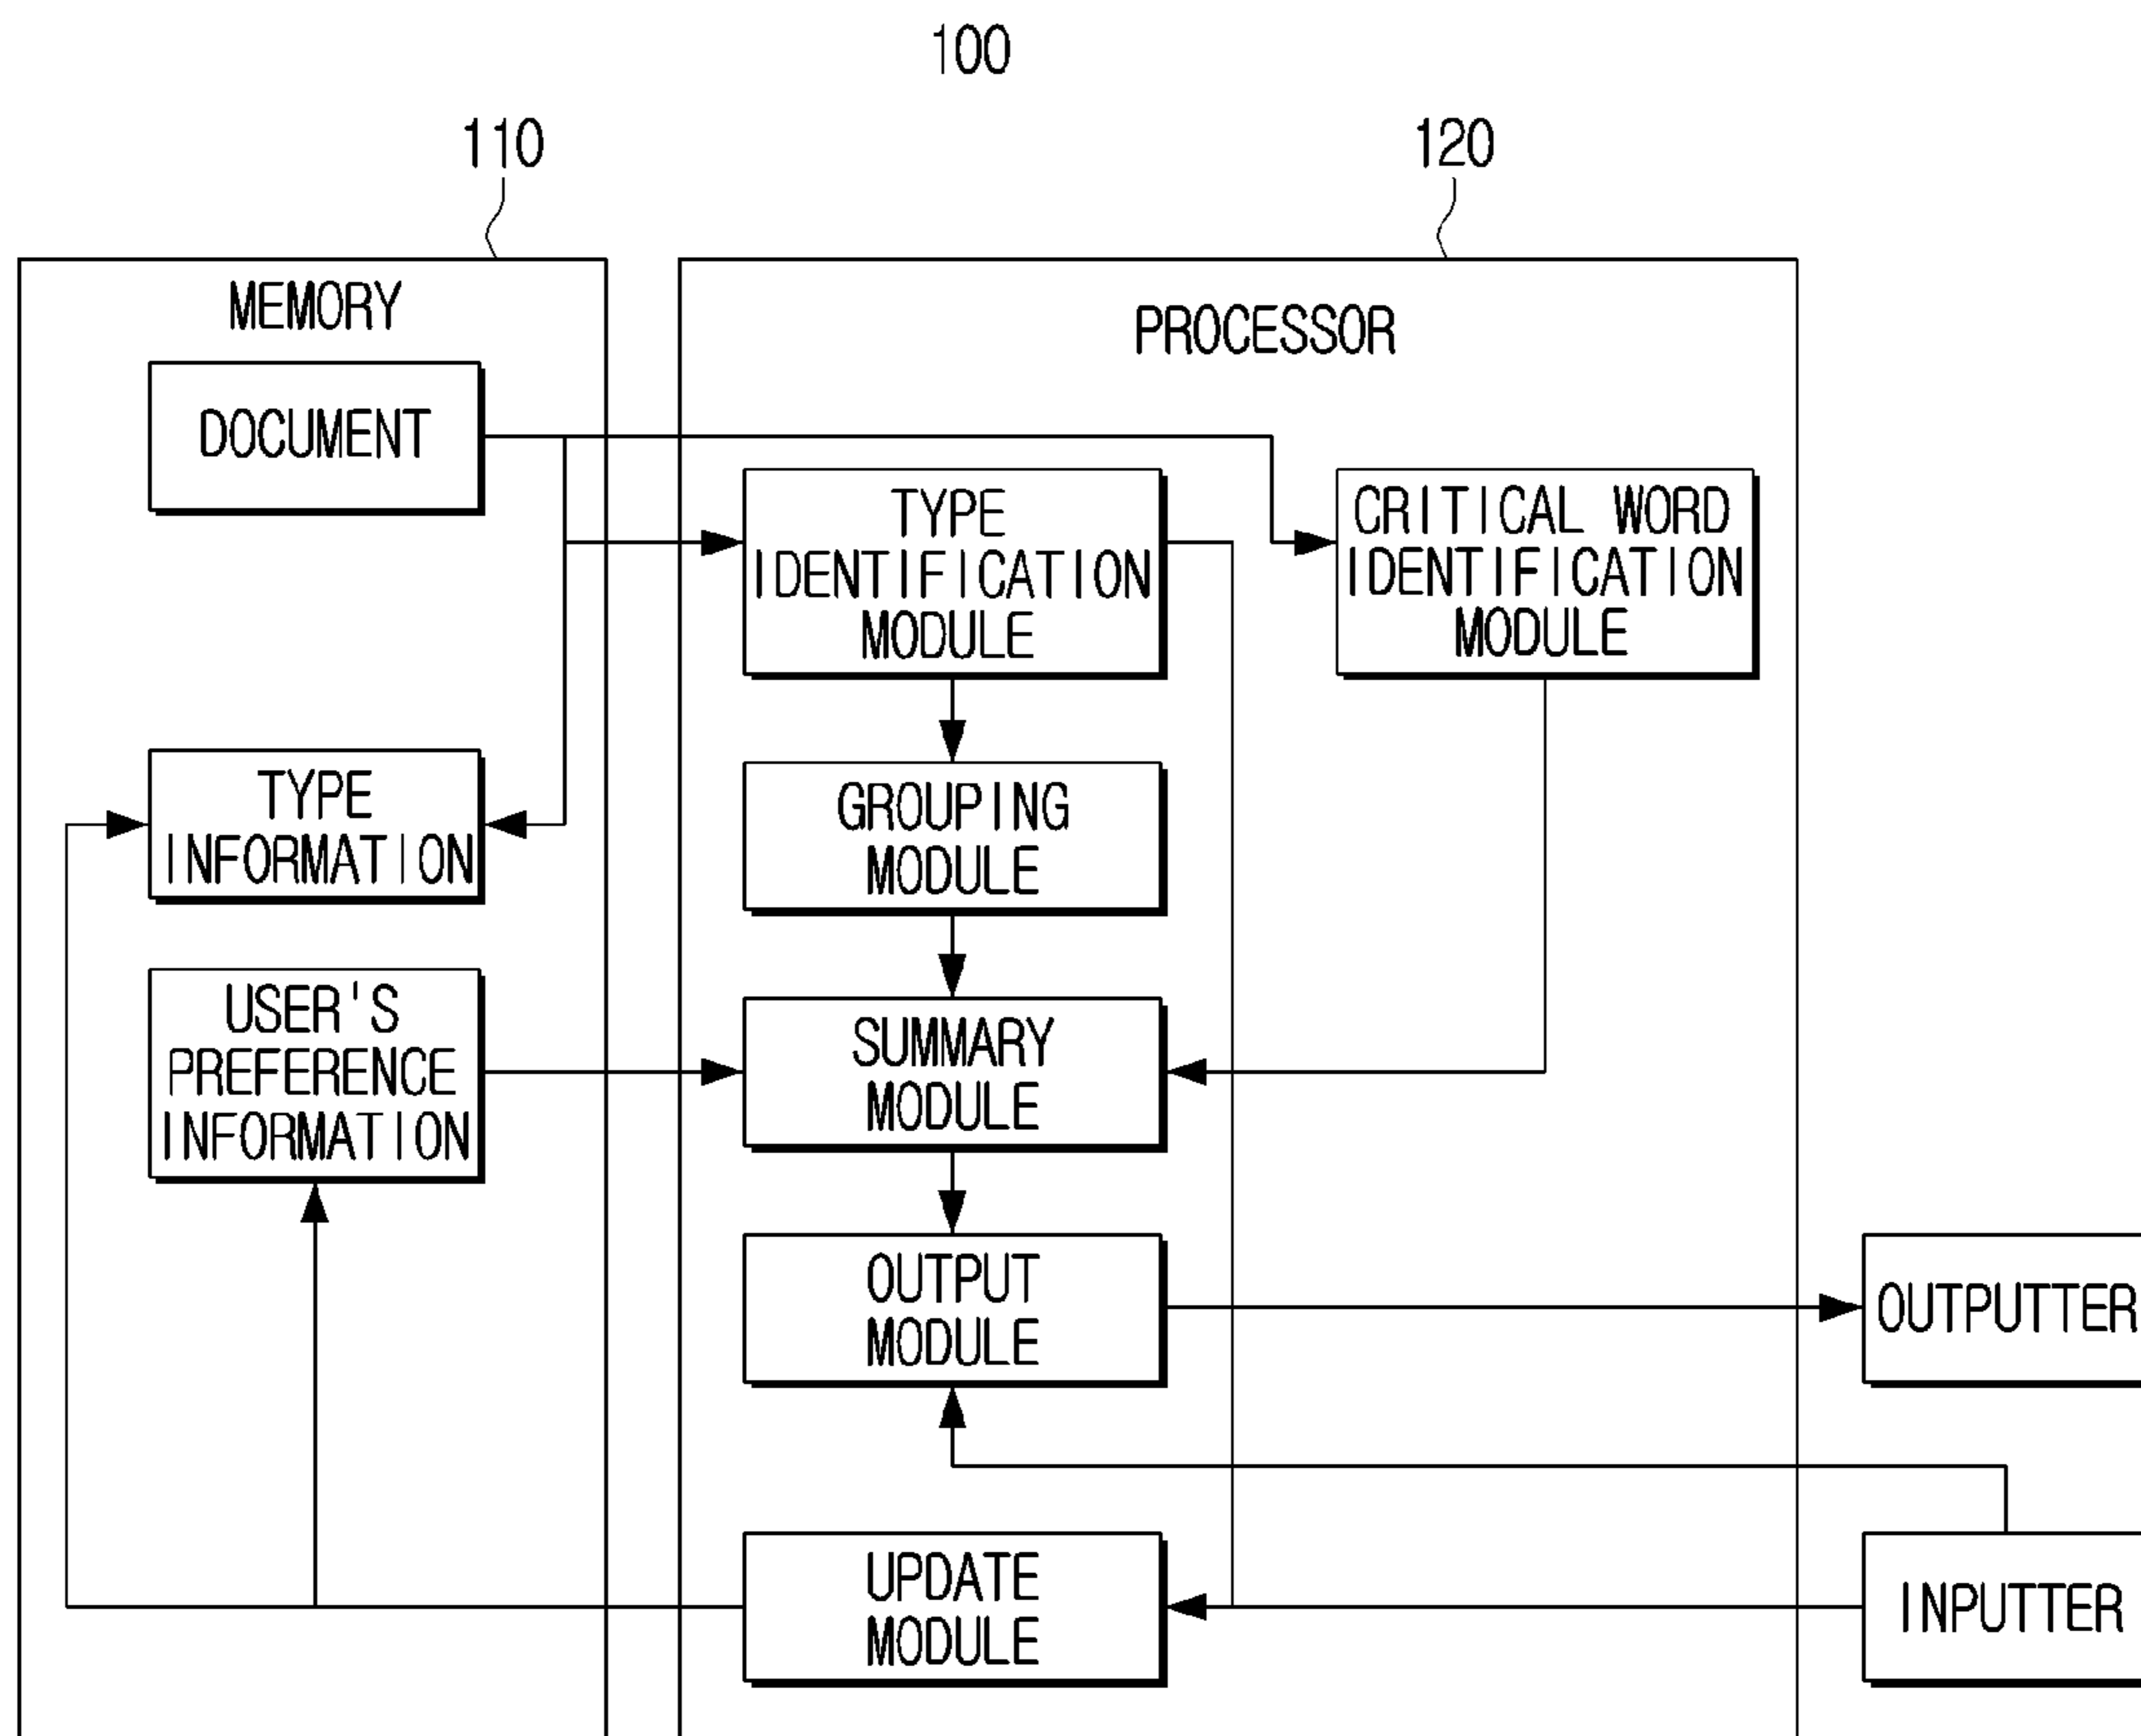 100
110
120
MEMORY
PROCESSOR
DOCUMENT
TYPE
IDENTIFICATION
MODULE
CRITICAL WORD
IDENTIFICATION
MODULE
TYPE
INFORMATION
GROUPING
MODULE
USER'S
PREFERENCE
INFORMATION
SUMMARY
MODULE
OUTPUT
MODULE
OUTPUTTER
UPDATE
MODULE
INPUTTER